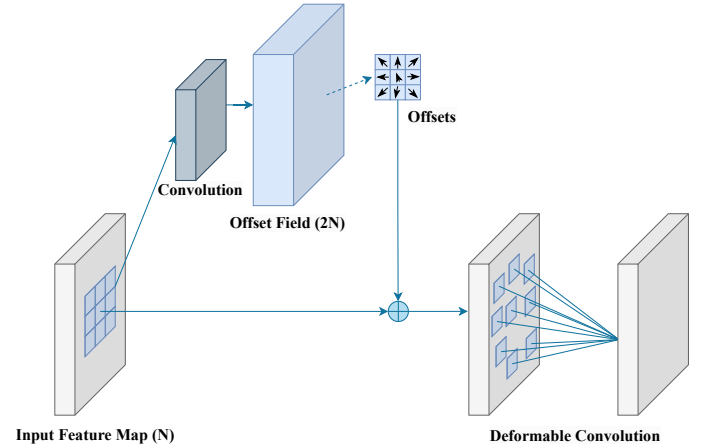 Offsets
Convolution
Offset Field (2N)
Input Feature Map (N)
Deformable Convolution